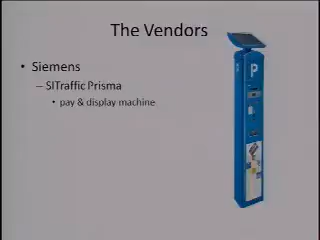 The Vendors
• Siemens
– SITraffic Prisma
• pay & display machine
P